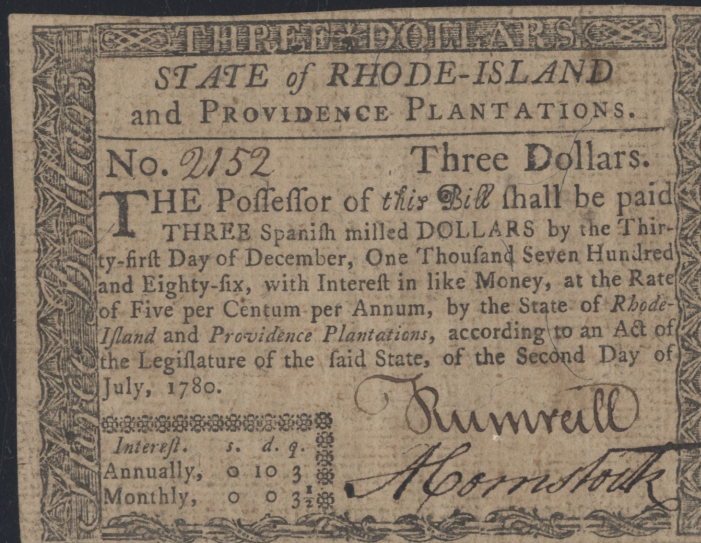 THREE DOLLARS
STATE of RHODE-ISLAND
and PROVIDENCE PLANTATIONS.
No. 2152 Three Dollars.
THE Poſſeſſor of this Bill ſhall be paid
THREE Spaniſh milled DOLLARS by the Thir-
ty-firſt Day of December, One Thouſand Seven Hundred
and Eighty-ſix, with Intereſt in like Money, at the Rate
of Five per Centum per Annum, by the State of Rhode-
Iſland and Providence Plantations, according to an Act of
the Legiſlature of the ſaid State, of the Second Day of
July, 1780.
Rumreill
Intereſt. s. d. q.
Annually, 0 10 3
Monthly, 0 0 3½
AComstock
Three Dollars